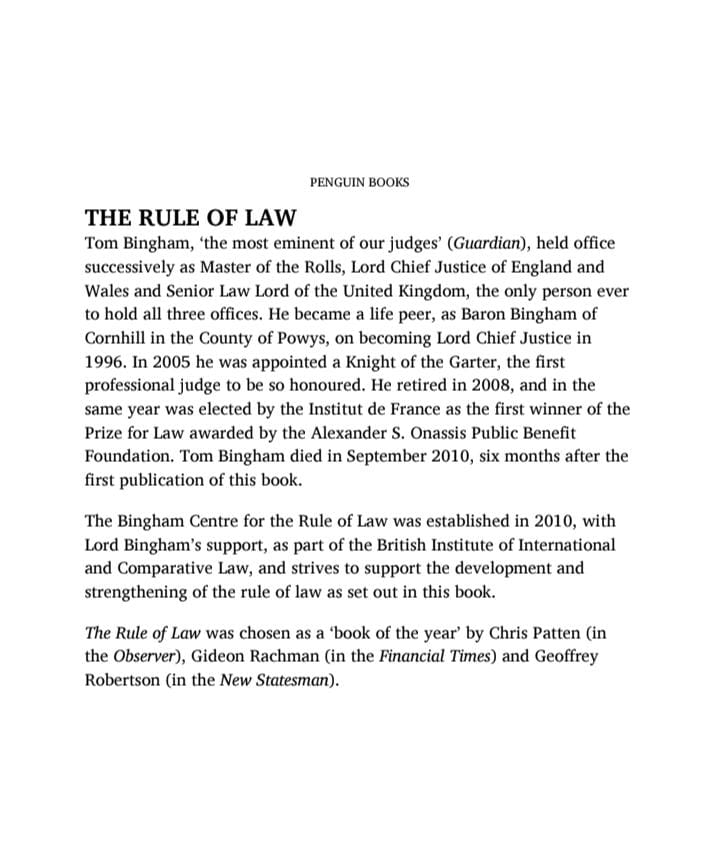 PENGUIN BOOKS
THE RULE OF LAW
Tom Bingham, ‘the most eminent of our judges’ (Guardian), held office
successively as Master of the Rolls, Lord Chief Justice of England and
Wales and Senior Law Lord of the United Kingdom, the only person ever
to hold all three offices. He became a life peer, as Baron Bingham of
Cornhill in the County of Powys, on becoming Lord Chief Justice in
1996. In 2005 he was appointed a Knight of the Garter, the first
professional judge to be so honoured. He retired in 2008, and in the
same year was elected by the Institut de France as the first winner of the
Prize for Law awarded by the Alexander S. Onassis Public Benefit
Foundation. Tom Bingham died in September 2010, six months after the
first publication of this book.
The Bingham Centre for the Rule of Law was established in 2010, with
Lord Bingham’s support, as part of the British Institute of International
and Comparative Law, and strives to support the development and
strengthening of the rule of law as set out in this book.
The Rule of Law was chosen as a ‘book of the year’ by Chris Patten (in
the Observer), Gideon Rachman (in the Financial Times) and Geoffrey
Robertson (in the New Statesman).